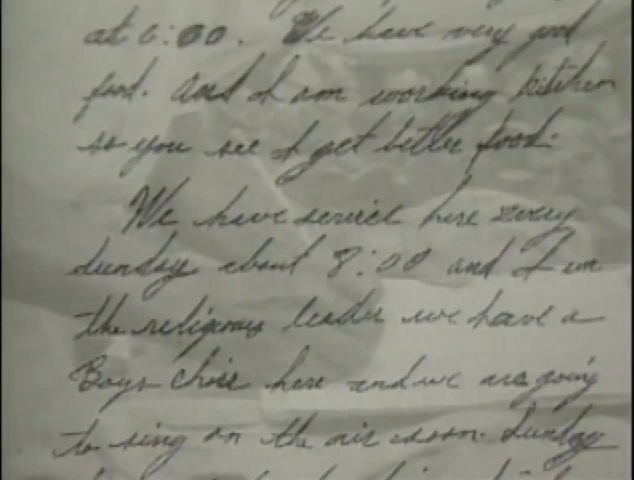 at 6:00. We have very good
food. and I am working kitchen
so you see I get better food.
We have service here every
Sunday about 8:00 and I am
the religious leader we have a
Boys choir here and we are going
to sing on the air soon. Sunday